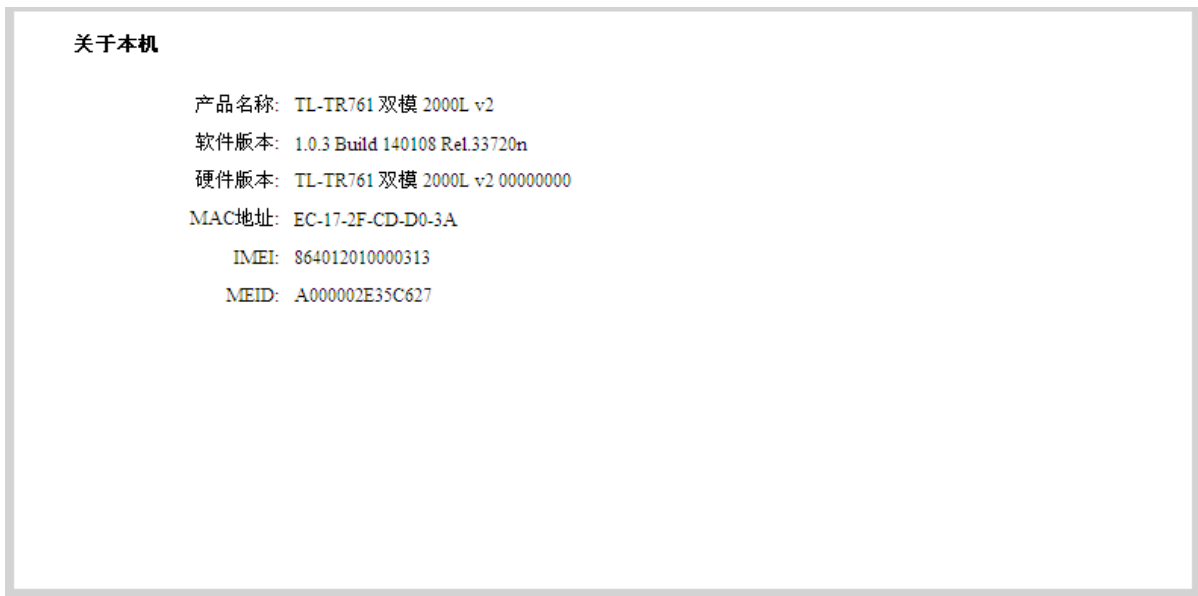 关于本机
产品名称: TL-TR761 双模 2000L v2
软件版本: 1.0.3 Build 140108 Rel.33720n
硬件版本: TL-TR761 双模 2000L v2 00000000
MAC地址: EC-17-2F-CD-D0-3A
IMEI: 864012010000313
MEID: A000002E35C627